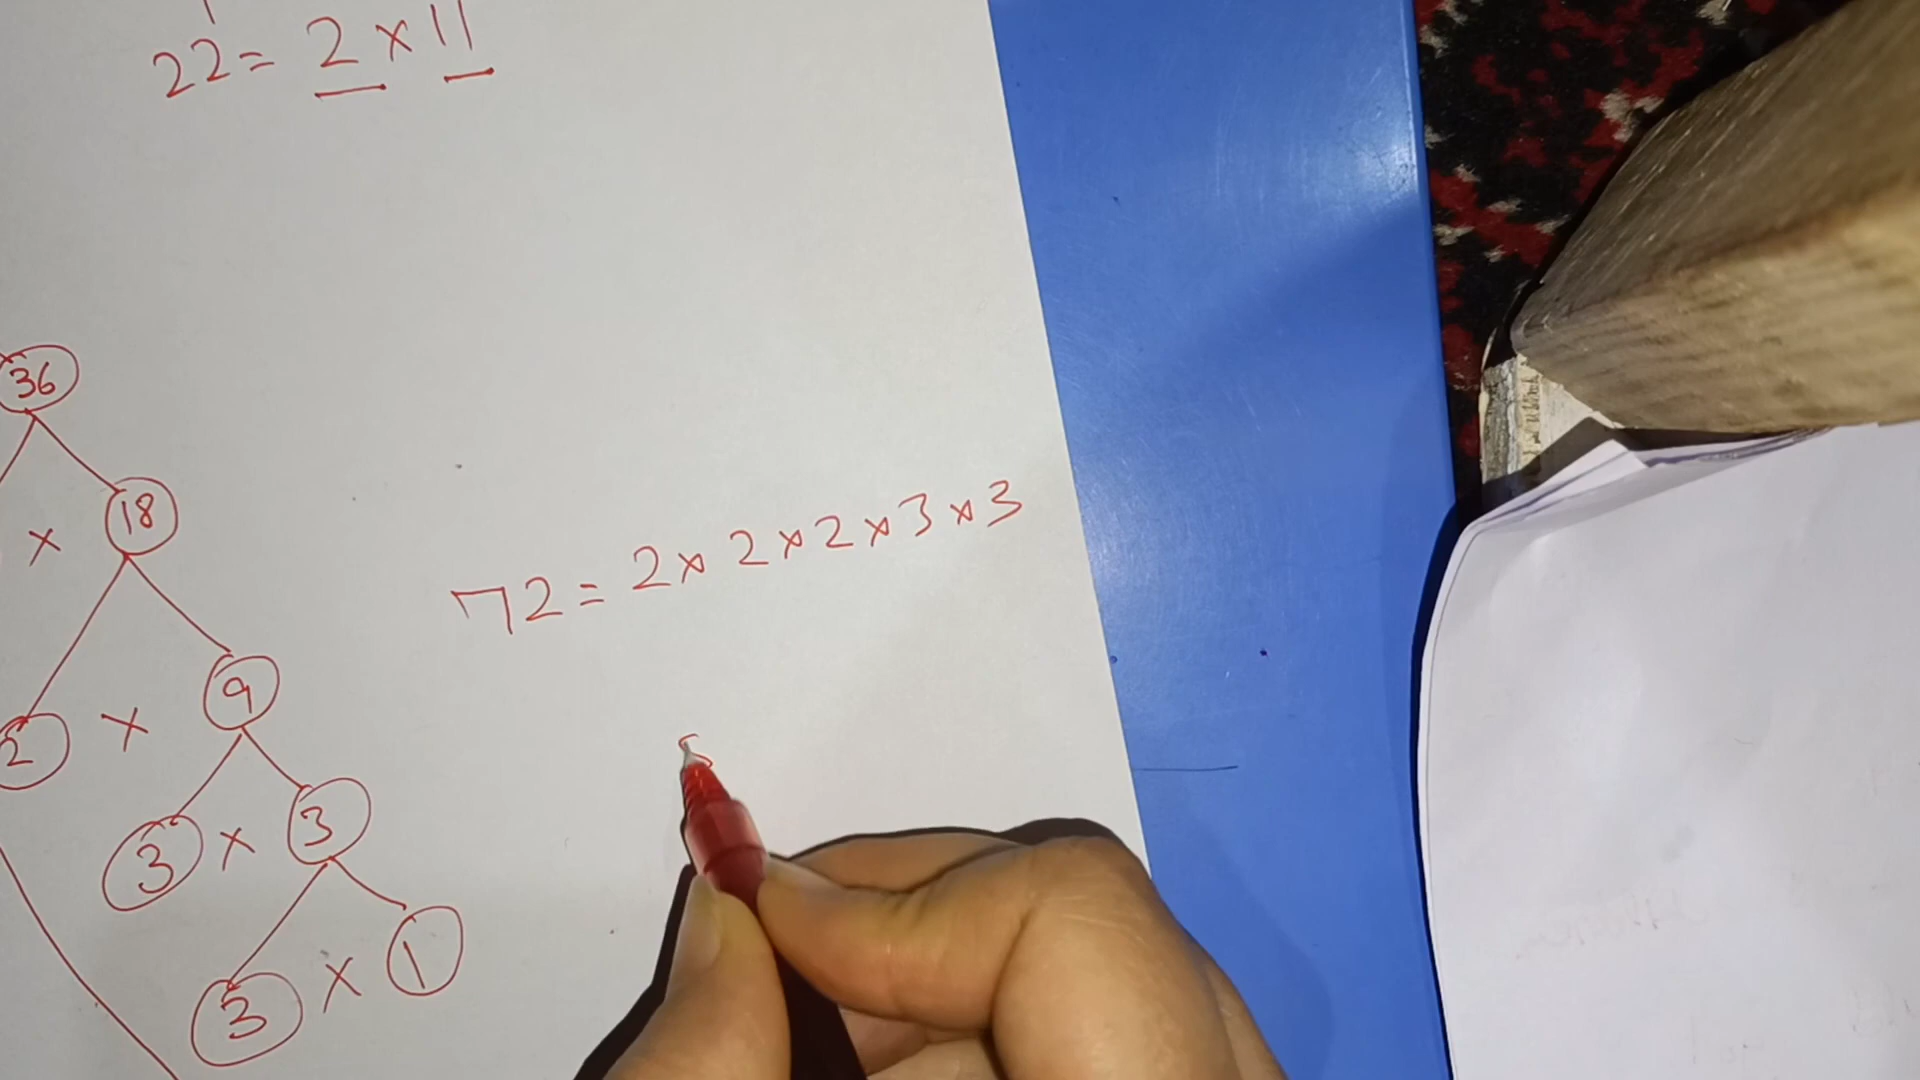 22 = 2 × 11
36
× 18
72 = 2 × 2 × 2 × 3 × 3
2 × 9
3 × 3
3 × 1